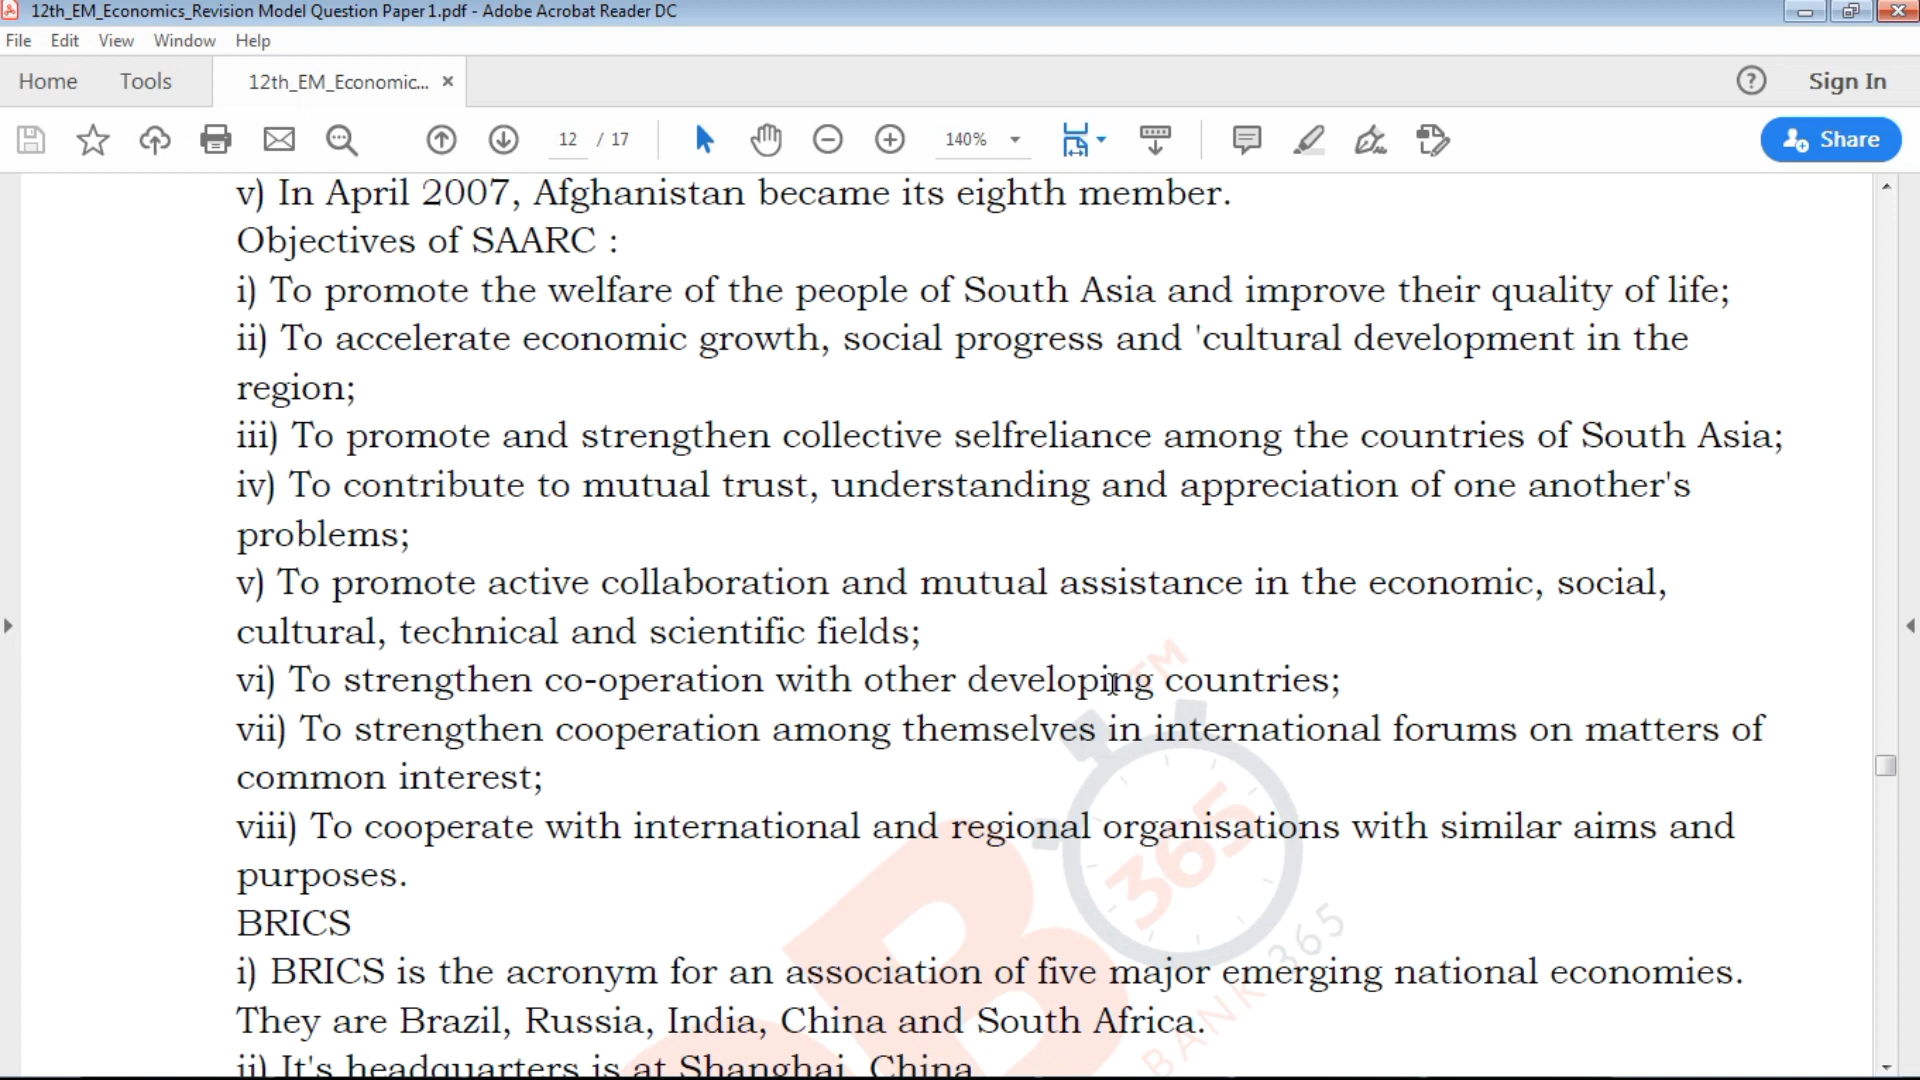 12th_EM_Economics_Revision Model Question Paper1.pdf - Adobe Acrobat Reader DC
File Edit View Window Help
Home Tools 12th_EM_Economic... × ? Sign In
12 / 17 140% Share
v) In April 2007, Afghanistan became its eighth member.
Objectives of SAARC :
i) To promote the welfare of the people of South Asia and improve their quality of life;
ii) To accelerate economic growth, social progress and 'cultural development in the
region;
iii) To promote and strengthen collective selfreliance among the countries of South Asia;
iv) To contribute to mutual trust, understanding and appreciation of one another's
problems;
v) To promote active collaboration and mutual assistance in the economic, social,
cultural, technical and scientific fields;
vi) To strengthen co-operation with other developing countries;
vii) To strengthen cooperation among themselves in international forums on matters of
common interest;
viii) To cooperate with international and regional organisations with similar aims and
purposes.
BRICS
i) BRICS is the acronym for an association of five major emerging national economies.
They are Brazil, Russia, India, China and South Africa.
ii) It's headquarters is at Shanghai, China
TM
365
B
BANK 365